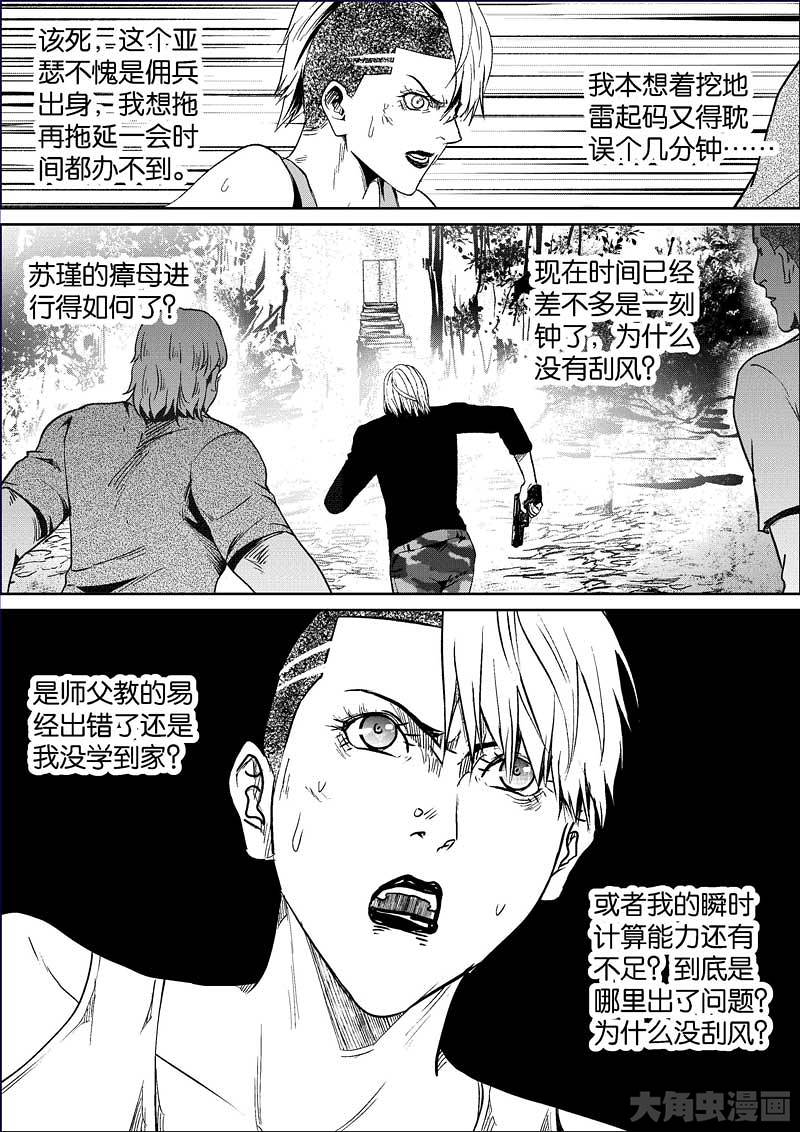 该死，这个亚
瑟不愧是佣兵
出身，我想拖
再拖延一会时
间都办不到。
我本想着挖地
雷起码又得耽
误个几分钟……
苏瑾的瘴母进
行得如何了？
现在时间已经
差不多是一刻
钟了，为什么
没有刮风？
是师父教的易
经出错了还是
我没学到家？
或者我的瞬时
计算能力还有
不足？到底是
哪里出了问题？
为什么没刮风？
大角虫漫画